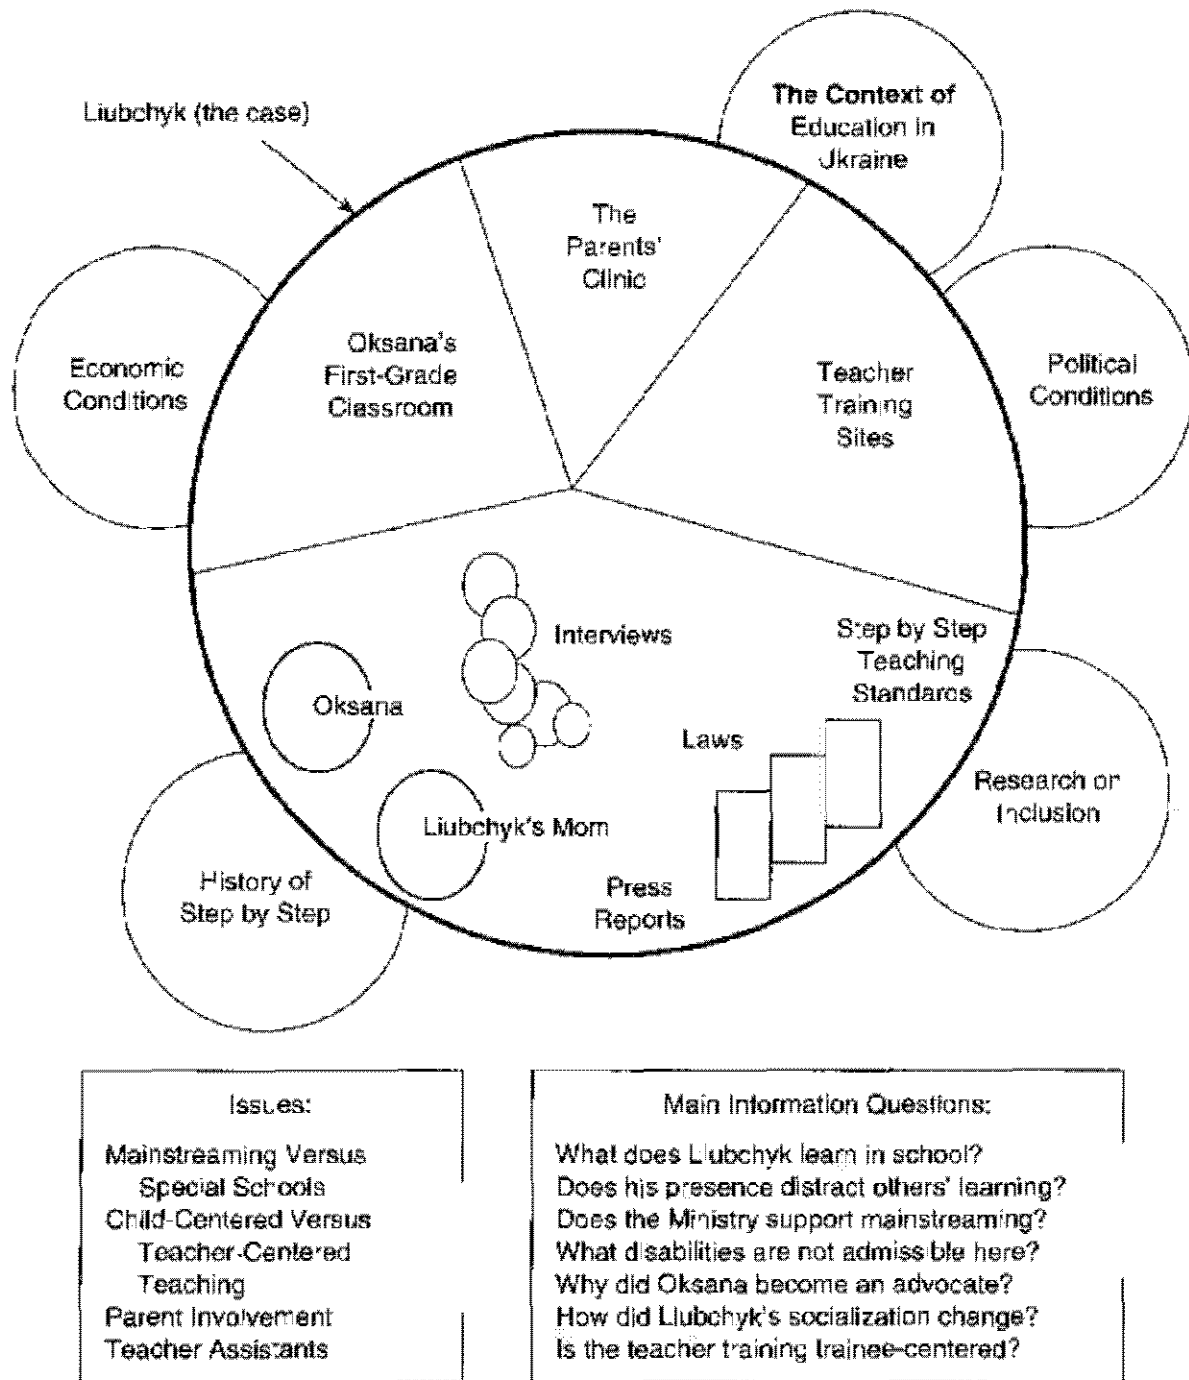 Liubchyk (the case)
The Context of
Education in
Ukraine
The
Parents'
Clinic
Economic
Conditions
Oksana's
First-Grade
Classroom
Teacher
Training
Sites
Political
Conditions
Interviews
Step by Step
Teaching
Standards
Oksana
Laws
Research on
Inclusion
Liubchyk's Mom
History of
Step by Step
Press
Reports
Issues:
Mainstreaming Versus
Special Schools
Child-Centered Versus
Teacher-Centered
Teaching
Parent Involvement
Teacher Assistants
Main Information Questions:
What does Liubchyk learn in school?
Does his presence distract others' learning?
Does the Ministry support mainstreaming?
What disabilities are not admissible here?
Why did Oksana become an advocate?
How did Liubchyk's socialization change?
Is the teacher training trainee-centered?